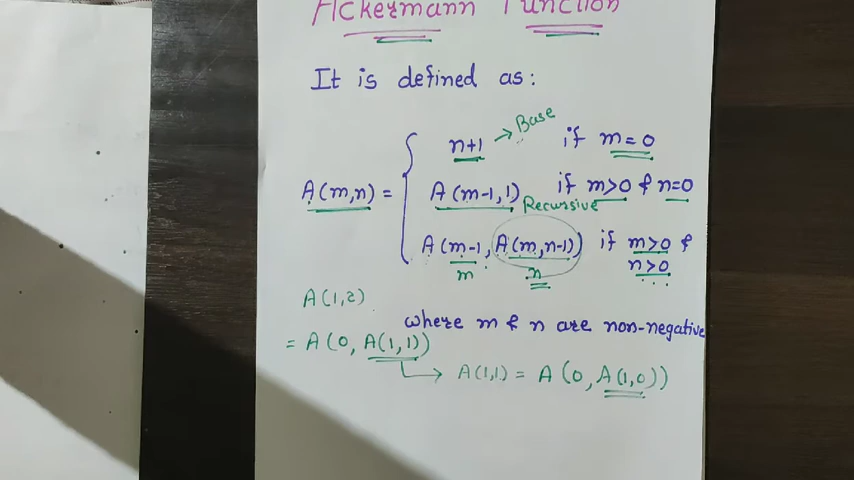 Ackermann Function
It is defined as:
n+1 → Base if m=0
A(m,n) = { A(m-1,1) if m>0 & n=0
Recursive
A(m-1, A(m,n-1)) if m>0 &
m n n>0
A(1,2)
where m & n are non-negative
= A(0, A(1,1))
A(1,1) = A(0, A(1,0))